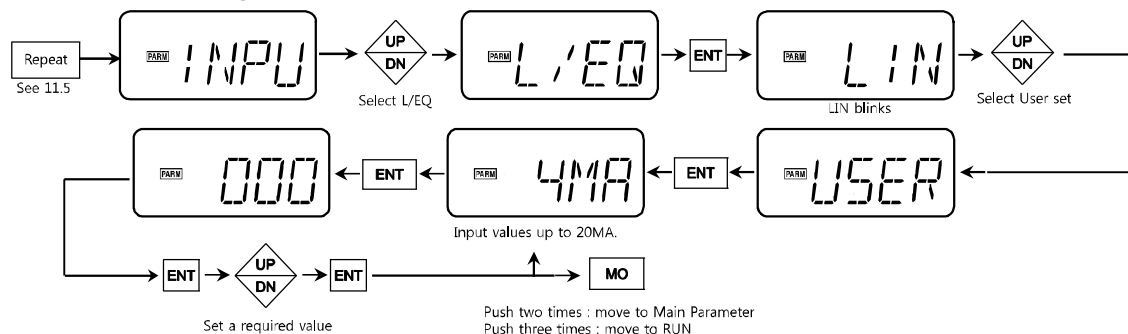 Repeat
See 11.5
PARM INPU
UP
DN
Select L/EQ
PARM L/EQ
ENT
PARM LIN
LIN blinks
UP
DN
Select User set
PARM 000
ENT
PARM 4MA
Input values up to 20MA.
ENT
PARM USER
ENT
UP
DN
Set a required value
ENT
MO
Push two times : move to Main Parameter
Push three times : move to RUN